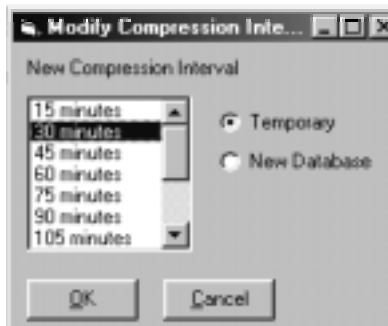 Modify Compression Inte...
New Compression Interval
15 minutes
30 minutes
45 minutes
60 minutes
75 minutes
90 minutes
105 minutes
Temporary
New Database
OK
Cancel